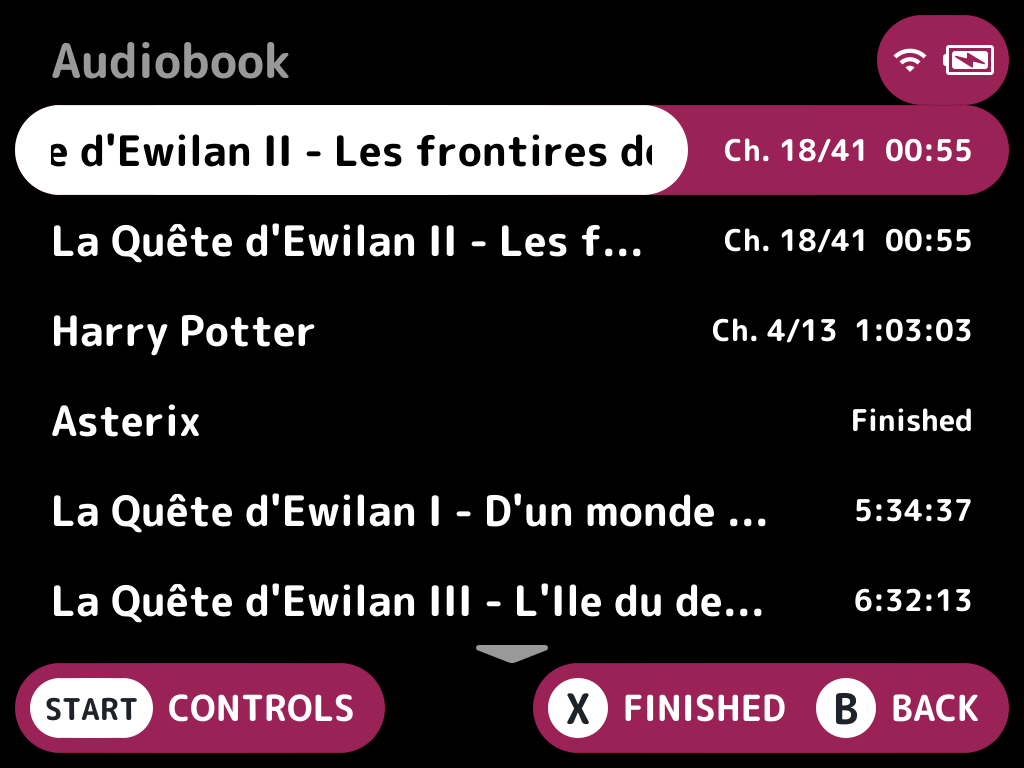 Audiobook
e d'Ewilan II - Les frontires d
Ch. 18/41 00:55
La Quête d'Ewilan II - Les f...
Ch. 18/41 00:55
Harry Potter
Ch. 4/13 1:03:03
Asterix
Finished
La Quête d'Ewilan I - D'un monde ...
5:34:37
La Quête d'Ewilan III - L'Ile du de...
6:32:13
START CONTROLS
X FINISHED B BACK